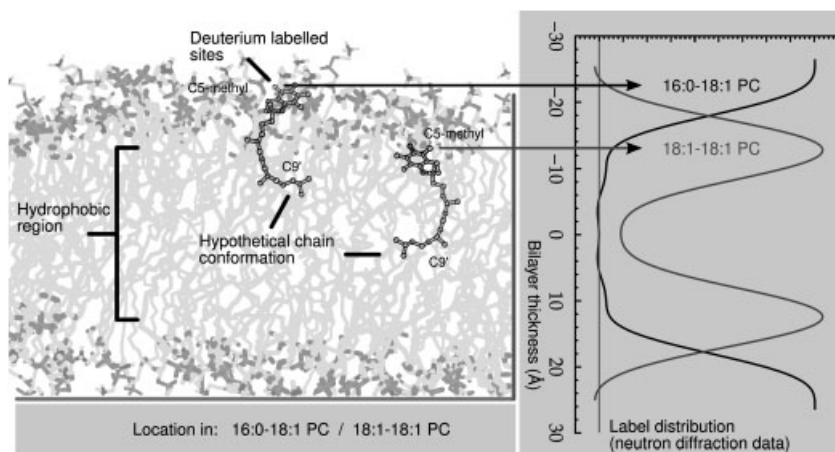 Deuterium labelled
sites
C5-methyl
C5-methyl
C9'
C9'
Hydrophobic
region
Hypothetical chain
conformation
Location in: 16:0-18:1 PC / 18:1-18:1 PC
-30
-20
-10
0
10
20
30
Bilayer thickness (Å)
16:0-18:1 PC
18:1-18:1 PC
Label distribution
(neutron diffraction data)